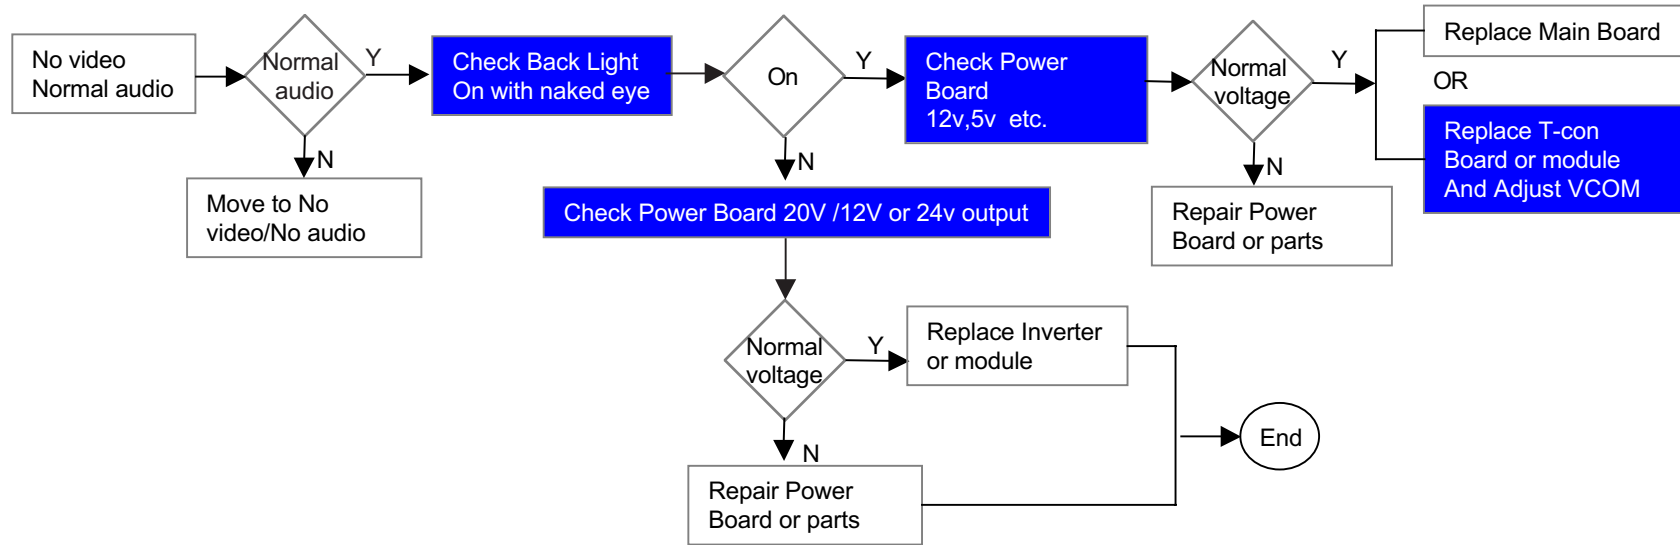 No video
Normal audio
Normal
audio
Y
Check Back Light
On with naked eye
On
Y
Check Power
Board
12v,5v  etc.
Normal
voltage
Y
Replace Main Board
OR
Replace T-con
Board or module
And Adjust VCOM
N
Move to No
video/No audio
N
Check Power Board 20V /12V or 24v output
N
Repair Power
Board or parts
Normal
voltage
Y
Replace Inverter
or module
End
N
Repair Power
Board or parts